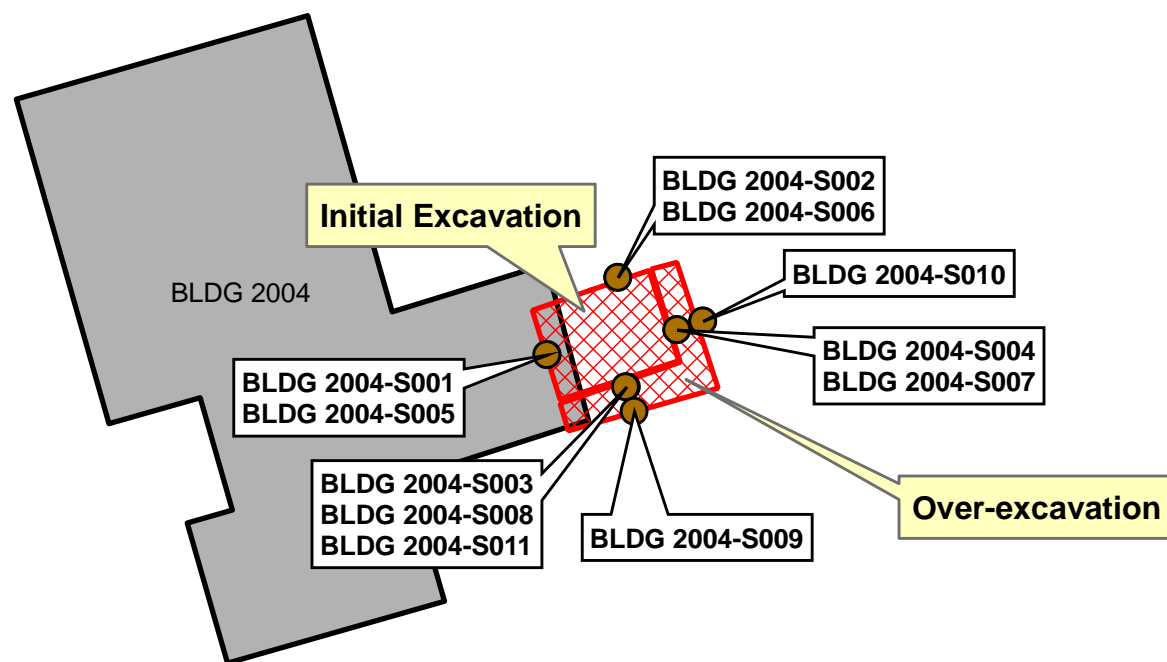 BLDG 2004-S002
BLDG 2004-S006
Initial Excavation
BLDG 2004-S010
BLDG 2004
BLDG 2004-S004
BLDG 2004-S007
BLDG 2004-S001
BLDG 2004-S005
BLDG 2004-S003
BLDG 2004-S008
BLDG 2004-S011
BLDG 2004-S009
Over-excavation